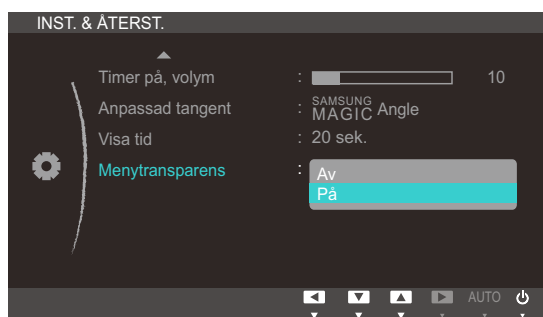 INST. & ÅTERST.
Timer på, volym : 10
Anpassad tangent : SAMSUNG MAGIC Angle
Visa tid : 20 sek.
Menytransparens : Av
På
AUTO